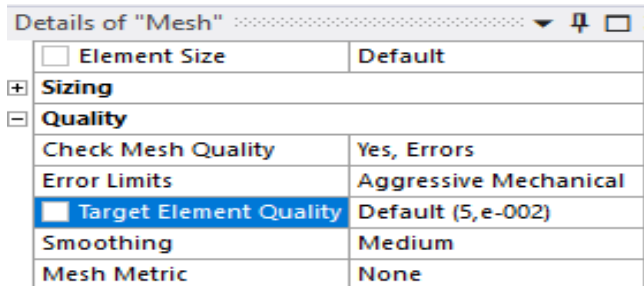 Details of "Mesh"
Element Size Default
Sizing
Quality
Check Mesh Quality Yes, Errors
Error Limits Aggressive Mechanical
Target Element Quality Default (5,e-002)
Smoothing Medium
Mesh Metric None